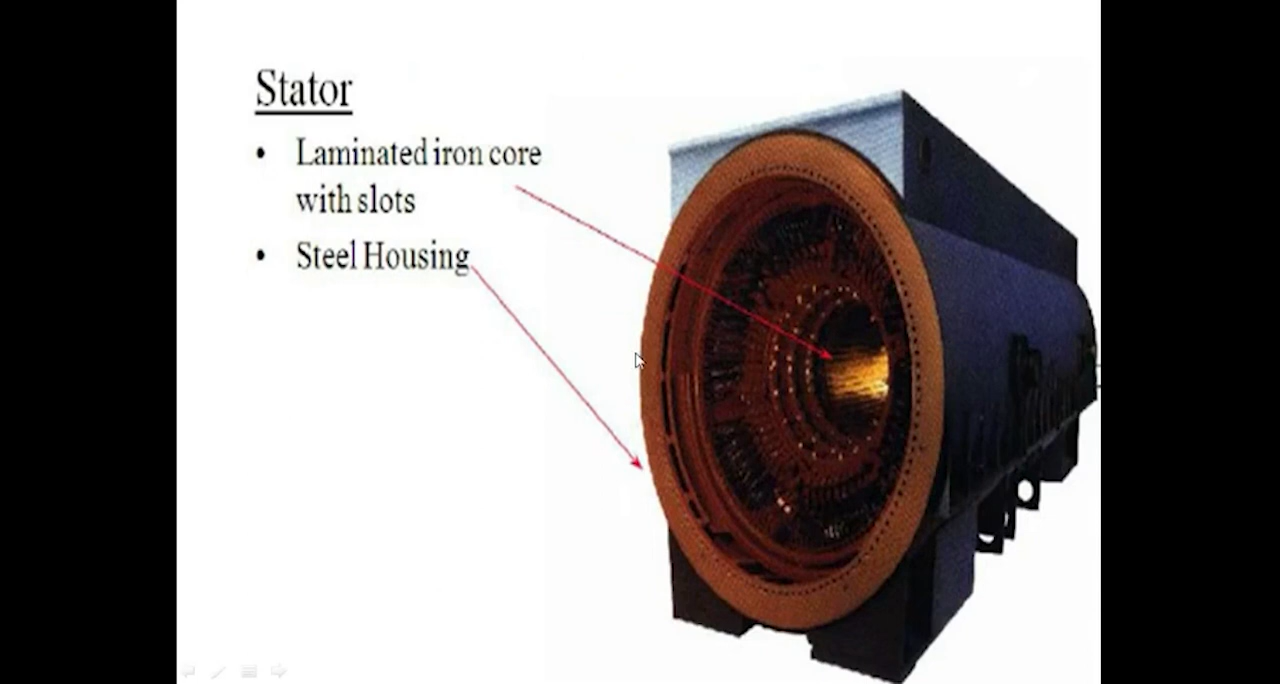 Stator
• Laminated iron core
with slots
• Steel Housing